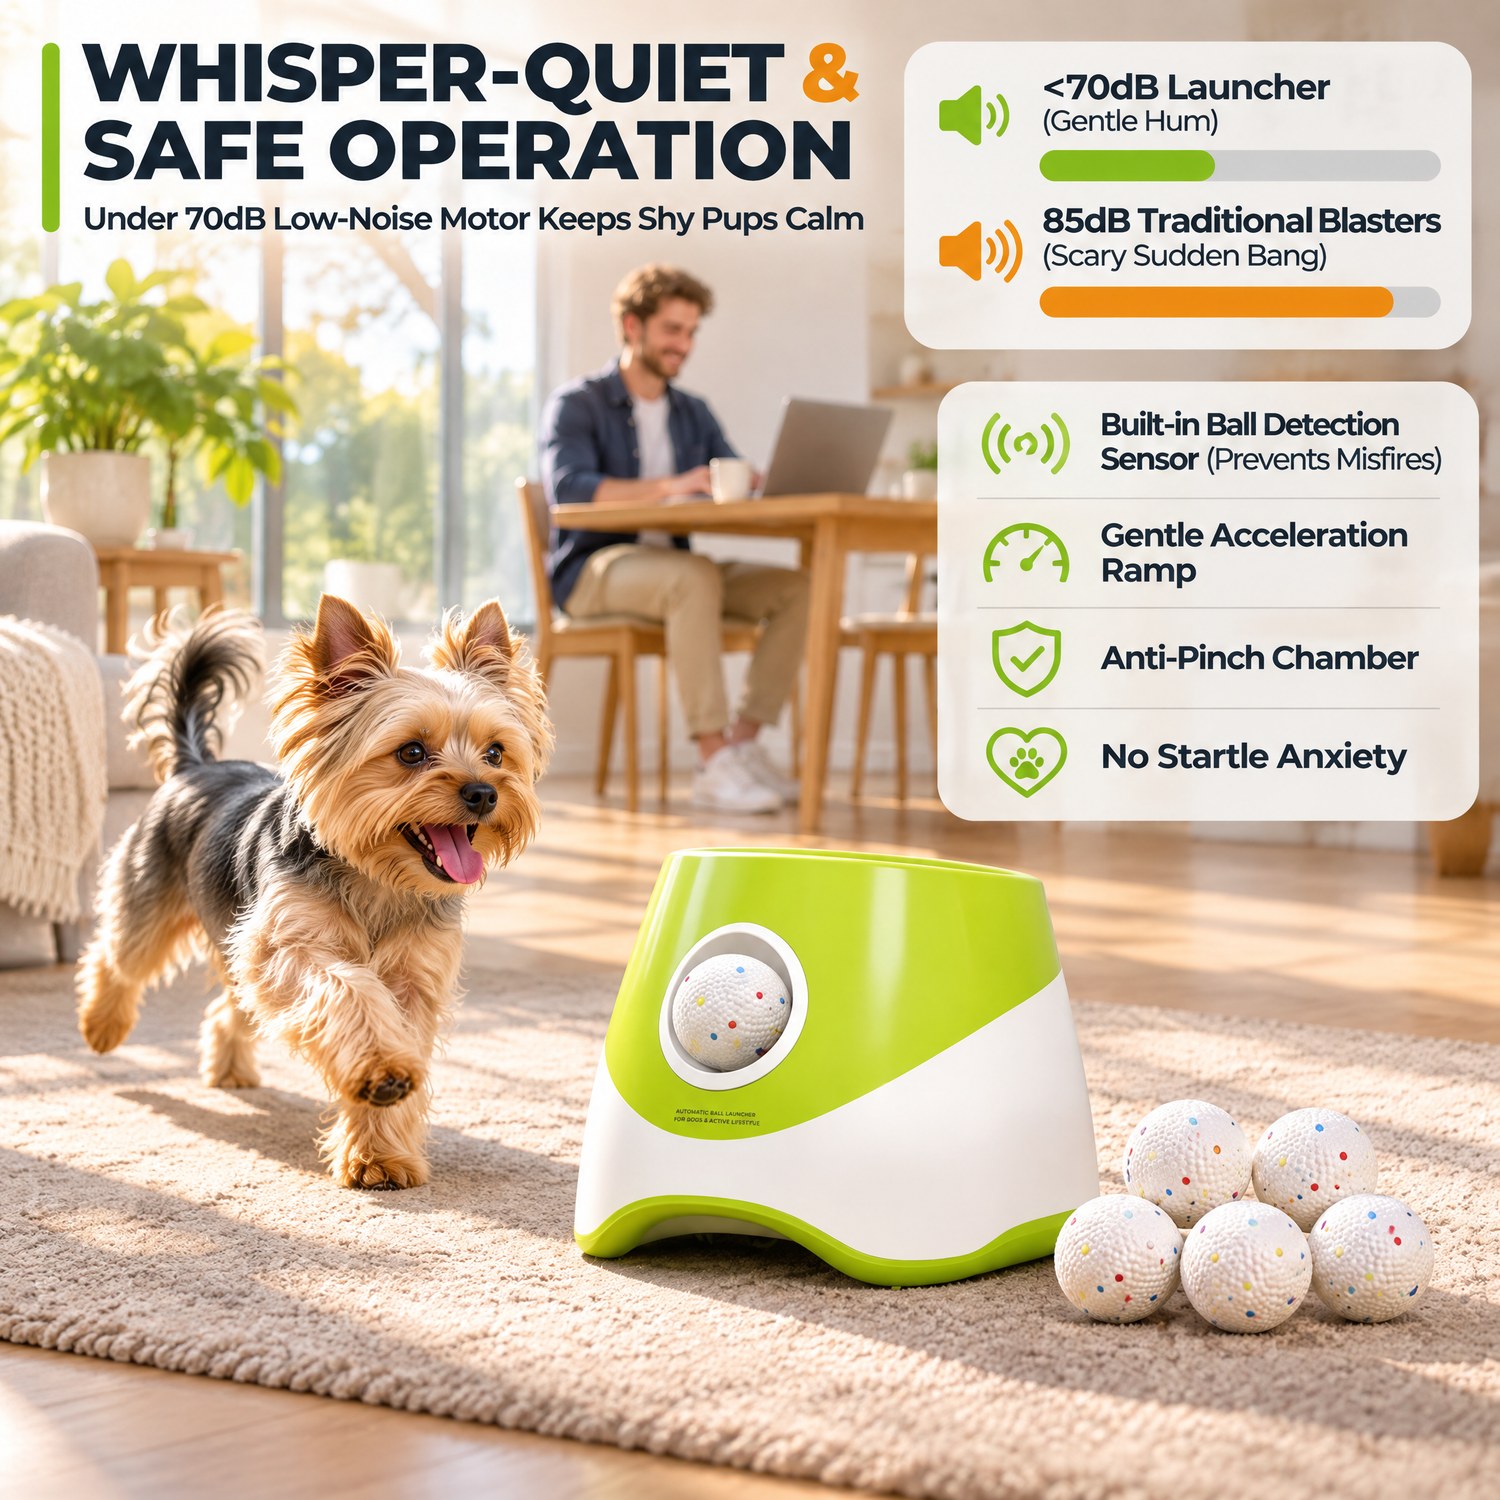 WHISPER-QUIET &
SAFE OPERATION
Under 70dB Low-Noise Motor Keeps Shy Pups Calm
<70dB Launcher
(Gentle Hum)
85dB Traditional Blasters
(Scary Sudden Bang)
Built-in Ball Detection
Sensor (Prevents Misfires)
Gentle Acceleration
Ramp
Anti-Pinch Chamber
No Startle Anxiety
AUTOMATIC BALL LAUNCHER
FOR DOGS & ACTIVE LIFESTYLE